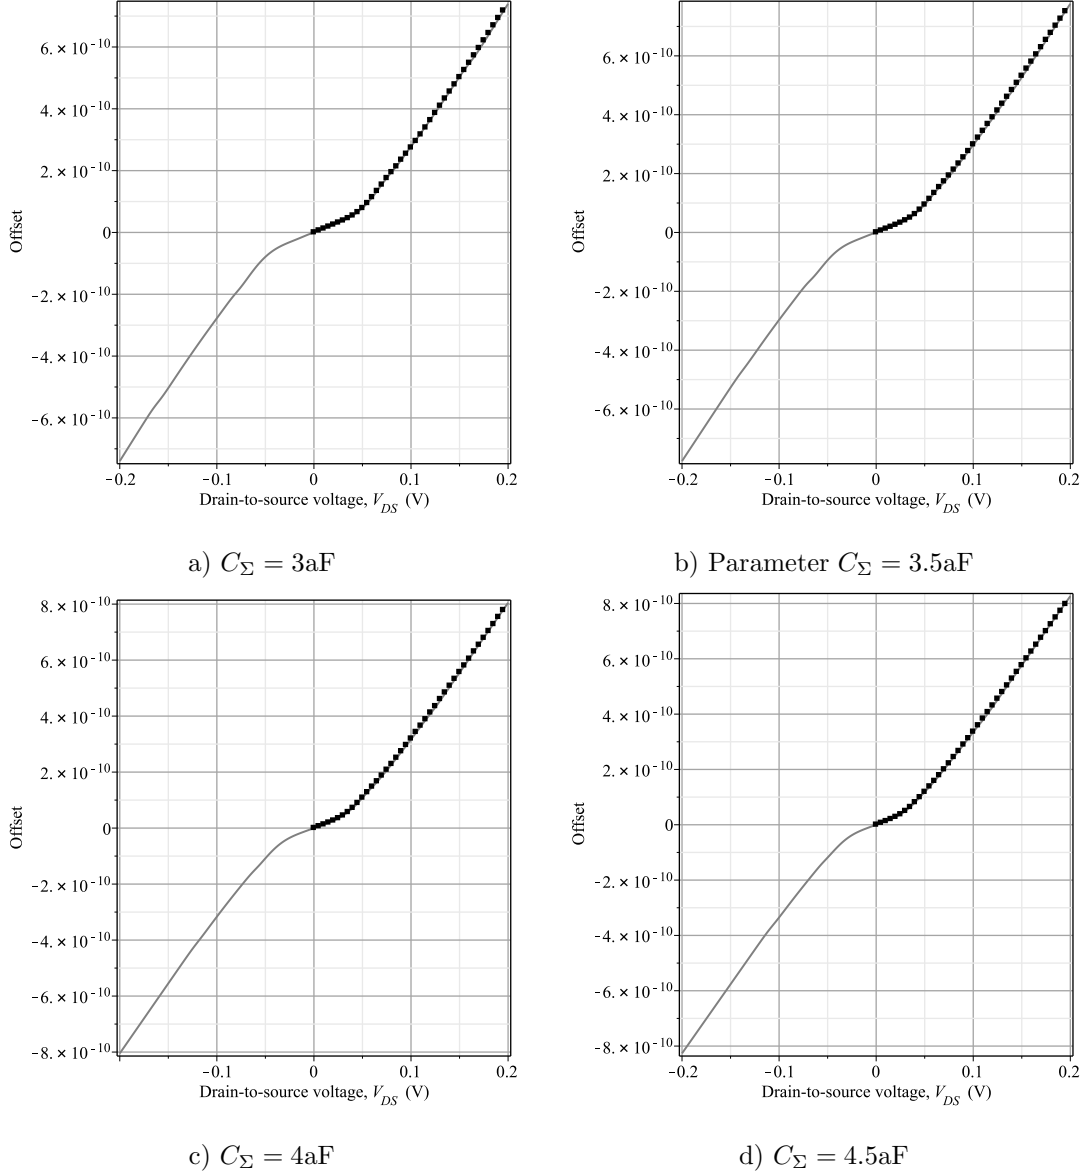 6. × 10⁻¹⁰
4. × 10⁻¹⁰
2. × 10⁻¹⁰
0
−2. × 10⁻¹⁰
−4. × 10⁻¹⁰
−6. × 10⁻¹⁰
Offset
−0.2 −0.1 0 0.1 0.2
Drain-to-source voltage, V_DS (V)
a) C_Σ = 3aF
6. × 10⁻¹⁰
4. × 10⁻¹⁰
2. × 10⁻¹⁰
0
−2. × 10⁻¹⁰
−4. × 10⁻¹⁰
−6. × 10⁻¹⁰
Offset
−0.2 −0.1 0 0.1 0.2
Drain-to-source voltage, V_DS (V)
b) Parameter C_Σ = 3.5aF
8. × 10⁻¹⁰
6. × 10⁻¹⁰
4. × 10⁻¹⁰
2. × 10⁻¹⁰
0
−2. × 10⁻¹⁰
−4. × 10⁻¹⁰
−6. × 10⁻¹⁰
−8. × 10⁻¹⁰
Offset
−0.2 −0.1 0 0.1 0.2
Drain-to-source voltage, V_DS (V)
c) C_Σ = 4aF
8. × 10⁻¹⁰
6. × 10⁻¹⁰
4. × 10⁻¹⁰
2. × 10⁻¹⁰
0
−2. × 10⁻¹⁰
−4. × 10⁻¹⁰
−6. × 10⁻¹⁰
−8. × 10⁻¹⁰
Offset
−0.2 −0.1 0 0.1 0.2
Drain-to-source voltage, V_DS (V)
d) C_Σ = 4.5aF